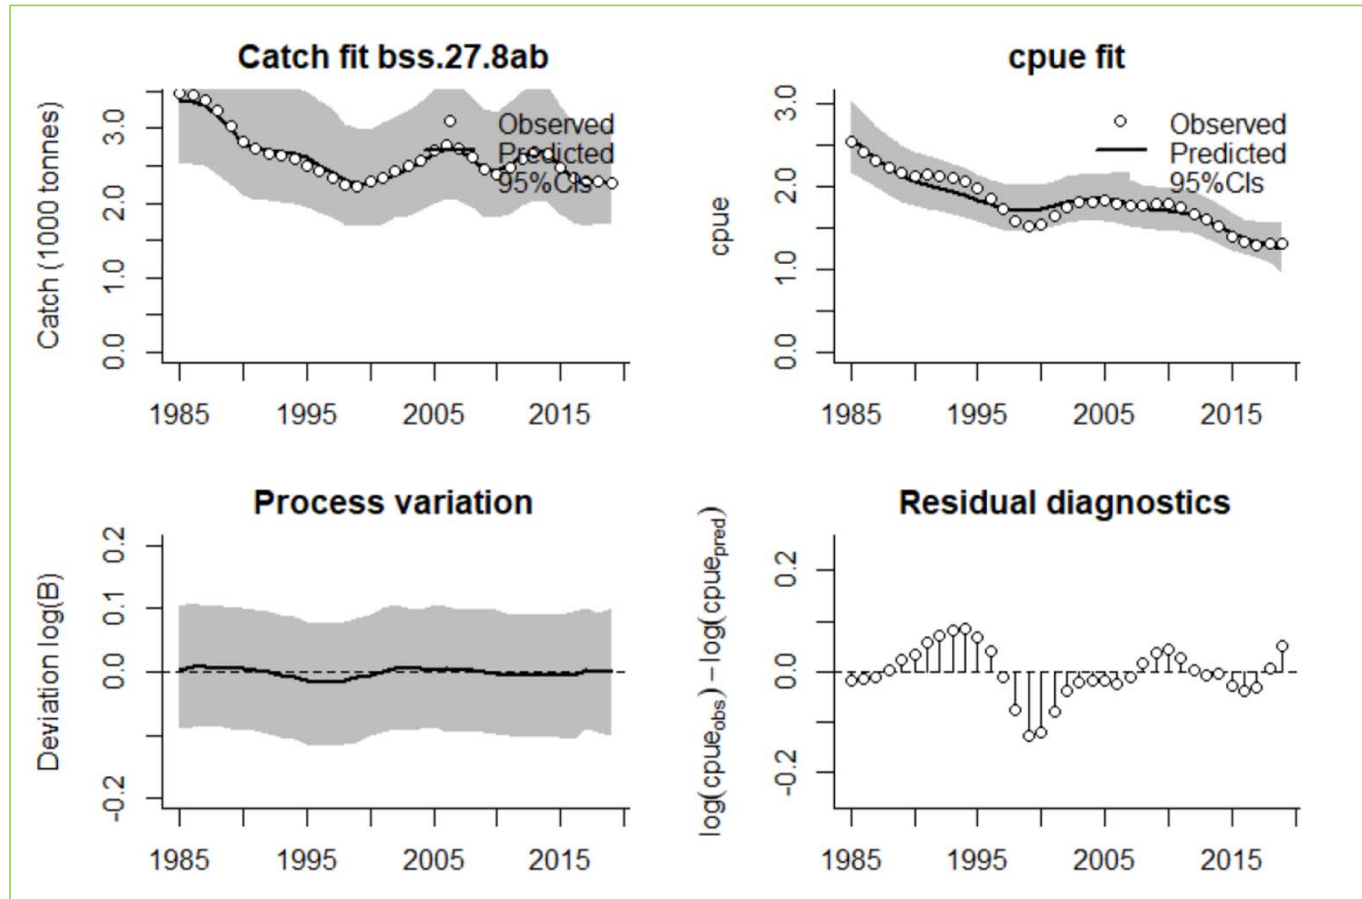 Catch fit bss.27.8ab
Catch (1000 tonnes)
3.0
2.0
1.0
0.0
Observed
Predicted
95%CIs
1985
1995
2005
2015
cpue fit
cpue
3.0
2.0
1.0
0.0
Observed
Predicted
95%CIs
1985
1995
2005
2015
Process variation
Deviation log(B)
0.2
0.1
0.0
-0.2
1985
1995
2005
2015
Residual diagnostics
log(cpueobs) − log(cpuepred)
0.2
0.0
-0.2
1985
1995
2005
2015